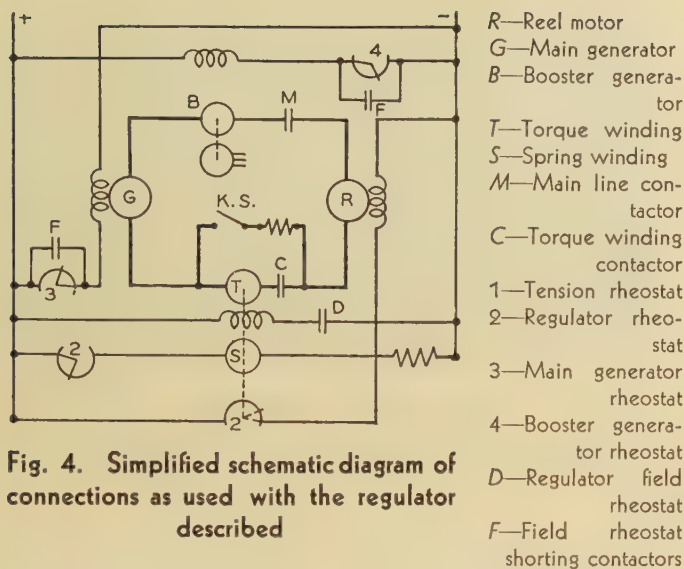 + -
4
F
B M
G R
K.S.
F
3
T C
D
2 S
2
Fig. 4. Simplified schematic diagram of
connections as used with the regulator
described
R—Reel motor
G—Main generator
B—Booster genera-
tor
T—Torque winding
S—Spring winding
M—Main line con-
tactor
C—Torque winding
contactor
1—Tension rheostat
2—Regulator rheo-
stat
3—Main generator
rheostat
4—Booster genera-
tor rheostat
D—Regulator field
rheostat
F—Field rheostat
shorting contactors